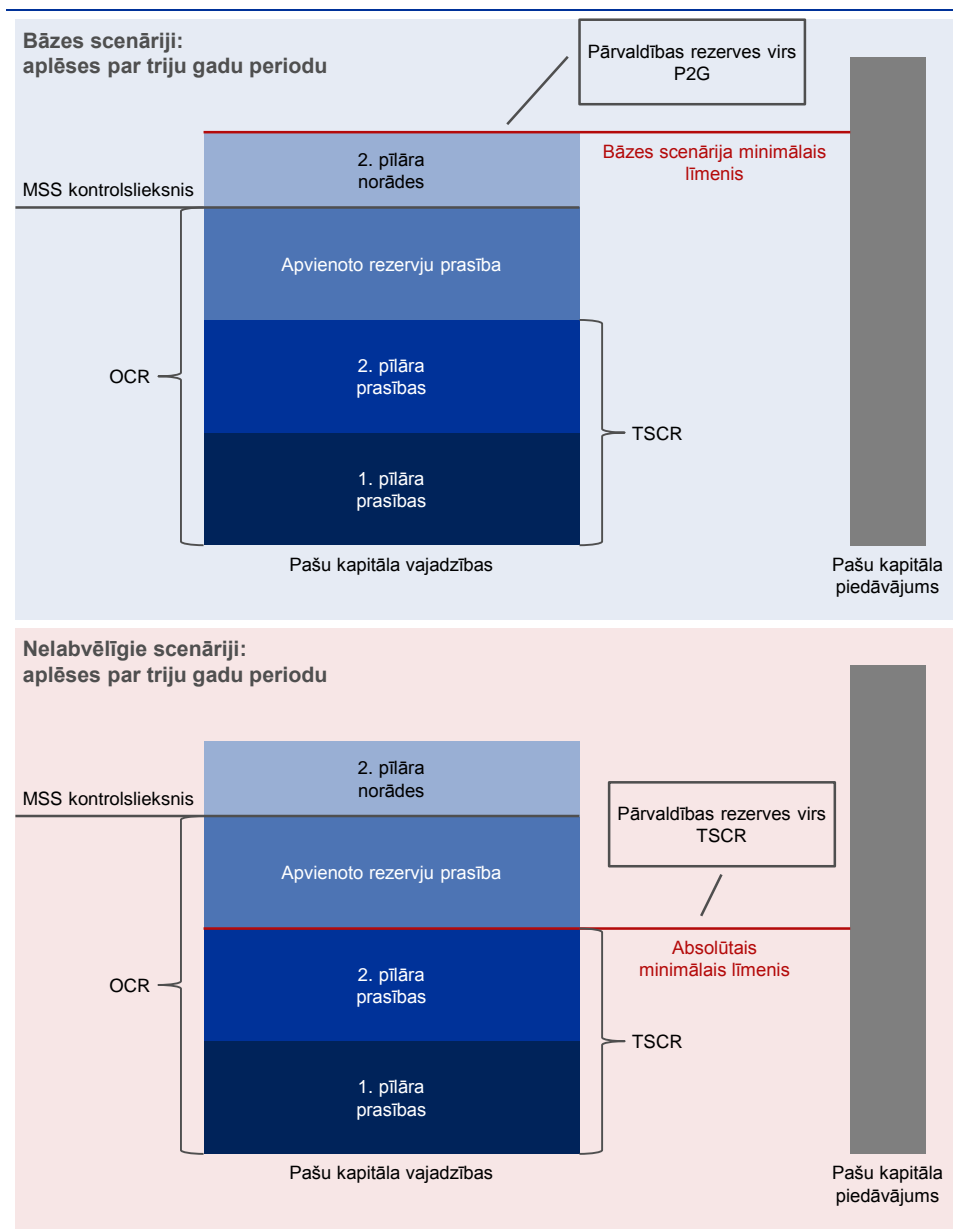 Bāzes scenāriji:
aplēses par triju gadu periodu
Pārvaldības rezerves virs
P2G
2. pīlāra
norādes
Bāzes scenārija minimālais
līmenis
MSS kontrolslieksnis
Apvienoto rezervju prasība
2. pīlāra
prasības
OCR
TSCR
1. pīlāra
prasības
Pašu kapitāla vajadzības
Pašu kapitāla
piedāvājums
Nelabvēlīgie scenāriji:
aplēses par triju gadu periodu
2. pīlāra
norādes
MSS kontrolslieksnis
Pārvaldības rezerves virs
TSCR
Apvienoto rezervju prasība
Absolūtais
minimālais līmenis
2. pīlāra
prasības
OCR
TSCR
1. pīlāra
prasības
Pašu kapitāla vajadzības
Pašu kapitāla
piedāvājums